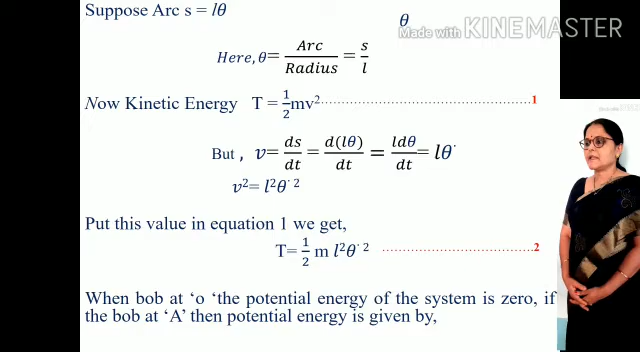 Suppose Arc s = lθ
θ
Made with KINEMASTER
Here, θ = Arc/Radius = s/l
Now Kinetic Energy T = 1/2 mv² ........................................ 1
But , v = ds/dt = d(lθ)/dt = ldθ/dt = lθ˙
v² = l²θ˙²
Put this value in equation 1 we get,
T = 1/2 m l²θ˙² ........................................ 2
When bob at ‘o ‘the potential energy of the system is zero, if
the bob at ‘A’ then potential energy is given by,